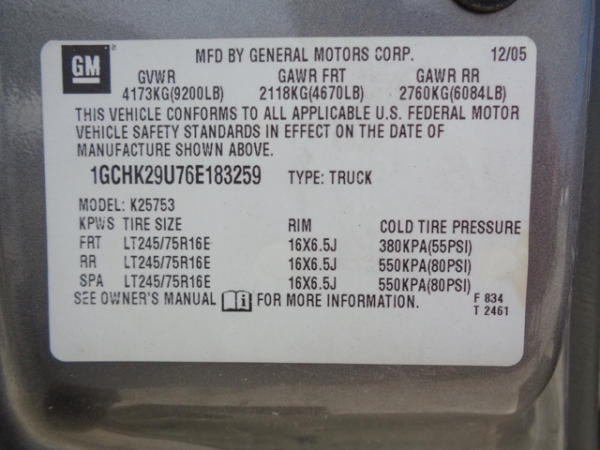 GM
MFD BY GENERAL MOTORS CORP. 12/05
GVWR GAWR FRT GAWR RR
4173KG(9200LB) 2118KG(4670LB) 2760KG(6084LB)
THIS VEHICLE CONFORMS TO ALL APPLICABLE U.S. FEDERAL MOTOR
VEHICLE SAFETY STANDARDS IN EFFECT ON THE DATE OF
MANUFACTURE SHOWN ABOVE.
1GCHK29U76E183259 TYPE: TRUCK
MODEL: K25753
KPWS TIRE SIZE RIM COLD TIRE PRESSURE
FRT LT245/75R16E 16X6.5J 380KPA(55PSI)
RR LT245/75R16E 16X6.5J 550KPA(80PSI)
SPA LT245/75R16E 16X6.5J 550KPA(80PSI)
SEE OWNER'S MANUAL i FOR MORE INFORMATION. F 834
T 2461